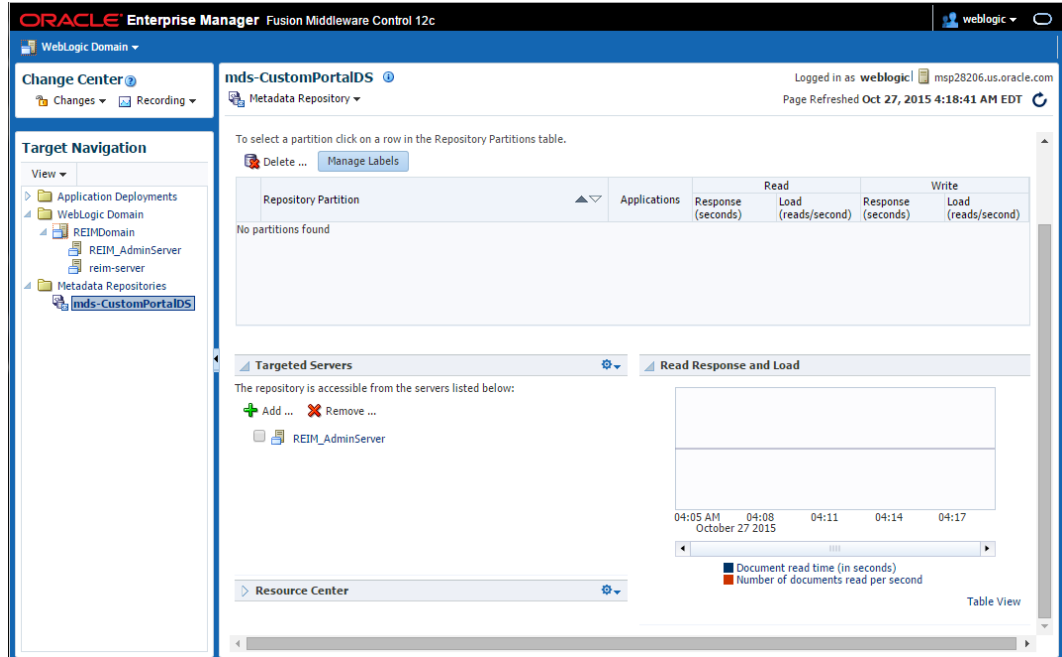 ORACLE Enterprise Manager Fusion Middleware Control 12c
weblogic
WebLogic Domain
Change Center
Changes Recording
Target Navigation
View
Application Deployments
WebLogic Domain
REIMDomain
REIM_AdminServer
reim-server
Metadata Repositories
mds-CustomPortalDS
mds-CustomPortalDS
Metadata Repository
Logged in as weblogic msp28206.us.oracle.com
Page Refreshed Oct 27, 2015 4:18:41 AM EDT
To select a partition click on a row in the Repository Partitions table.
Delete ... Manage Labels
Read Write
Repository Partition Applications Response (seconds) Load (reads/second) Response (seconds) Load (reads/second)
No partitions found
Targeted Servers
The repository is accessible from the servers listed below:
Add ... Remove ...
REIM_AdminServer
Resource Center
Read Response and Load
04:05 AM 04:08 04:11 04:14 04:17
October 27 2015
Document read time (in seconds)
Number of documents read per second
Table View